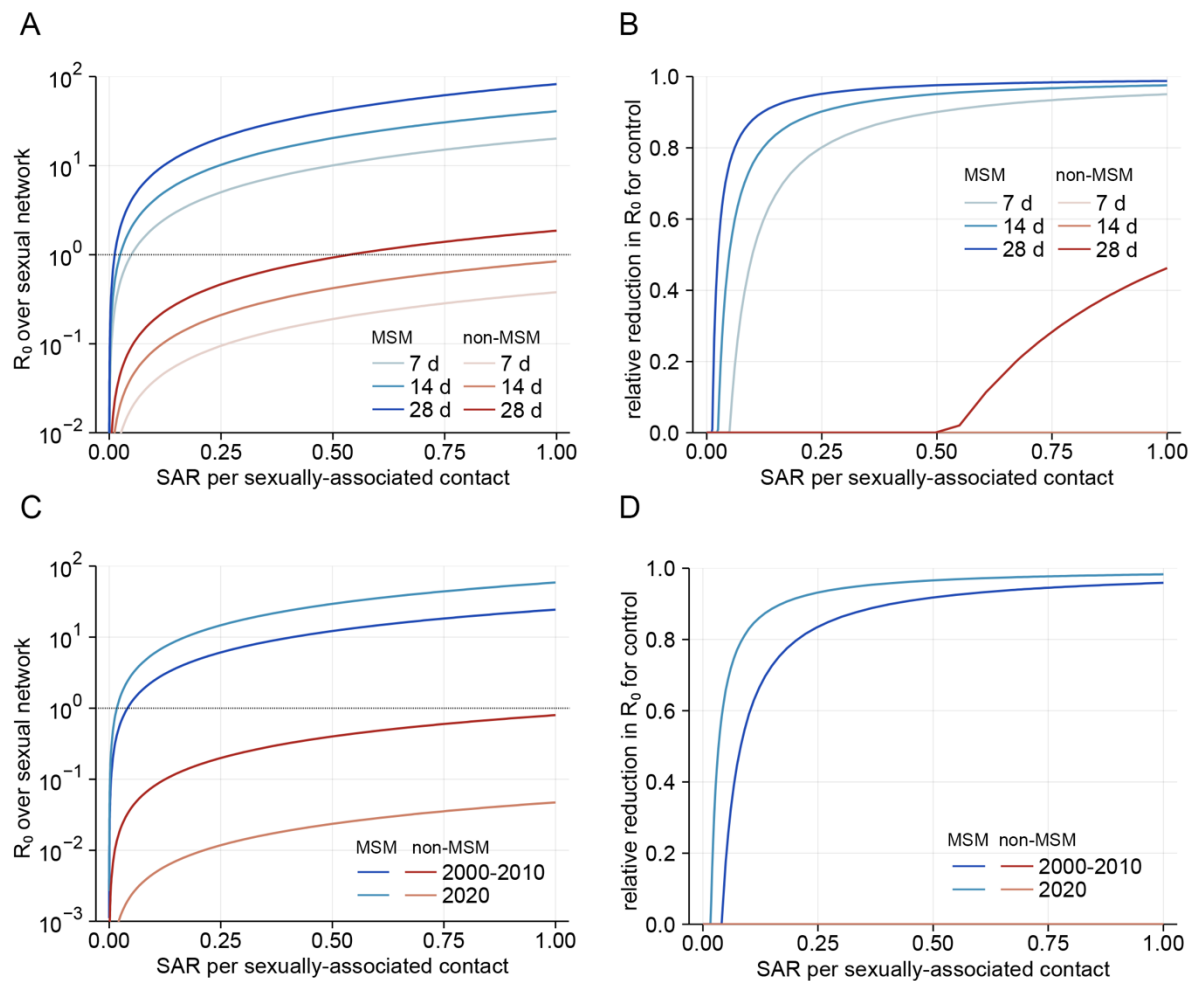 A
10² 10¹ 10⁰ 10⁻¹ 10⁻²
R₀ over sexual network
MSM non-MSM
7 d 7 d
14 d 14 d
28 d 28 d
0.00 0.25 0.50 0.75 1.00
SAR per sexually-associated contact
B
1.0 0.8 0.6 0.4 0.2 0.0
relative reduction in R₀ for control
MSM non-MSM
7 d 7 d
14 d 14 d
28 d 28 d
0.00 0.25 0.50 0.75 1.00
SAR per sexually-associated contact
C
10² 10¹ 10⁰ 10⁻¹ 10⁻² 10⁻³
R₀ over sexual network
MSM non-MSM
2000-2010
2020
0.00 0.25 0.50 0.75 1.00
SAR per sexually-associated contact
D
1.0 0.8 0.6 0.4 0.2 0.0
relative reduction in R₀ for control
MSM non-MSM
2000-2010
2020
0.00 0.25 0.50 0.75 1.00
SAR per sexually-associated contact